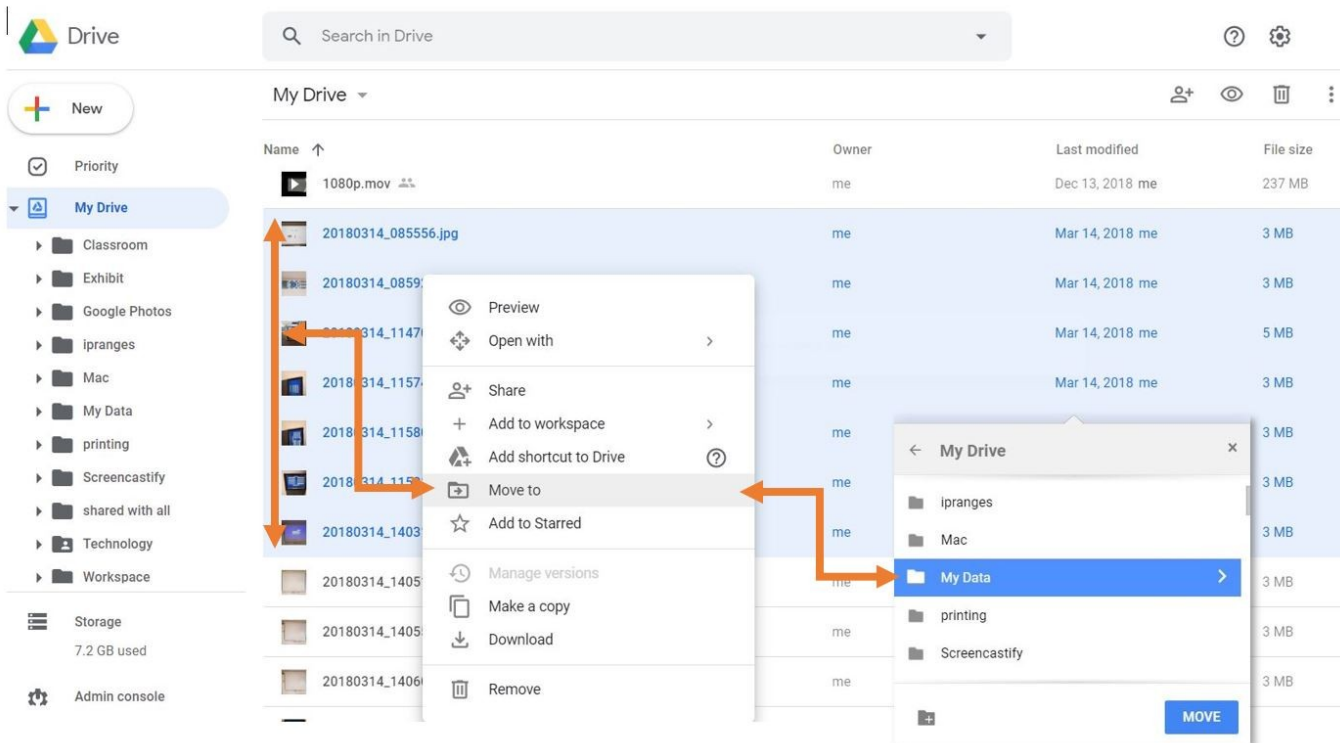 Drive
Search in Drive
New
My Drive
Priority
My Drive
Classroom
Exhibit
Google Photos
ipranges
Mac
My Data
printing
Screencastify
shared with all
Technology
Workspace
Storage
7.2 GB used
Admin console
Name Owner Last modified File size
1080p.mov me Dec 13, 2018 me 237 MB
20180314_085556.jpg me Mar 14, 2018 me 3 MB
20180314_0859 me Mar 14, 2018 me 3 MB
me Mar 14, 2018 me 5 MB
me Mar 14, 2018 me 3 MB
me 3 MB
me 3 MB
20180314_1403 me 3 MB
20180314_1405 me 3 MB
20180314_1405 me 3 MB
20180314_1406 me 3 MB
Preview
Open with
Share
Add to workspace
Add shortcut to Drive
Move to
Add to Starred
Manage versions
Make a copy
Download
Remove
My Drive
ipranges
Mac
My Data
printing
Screencastify
MOVE